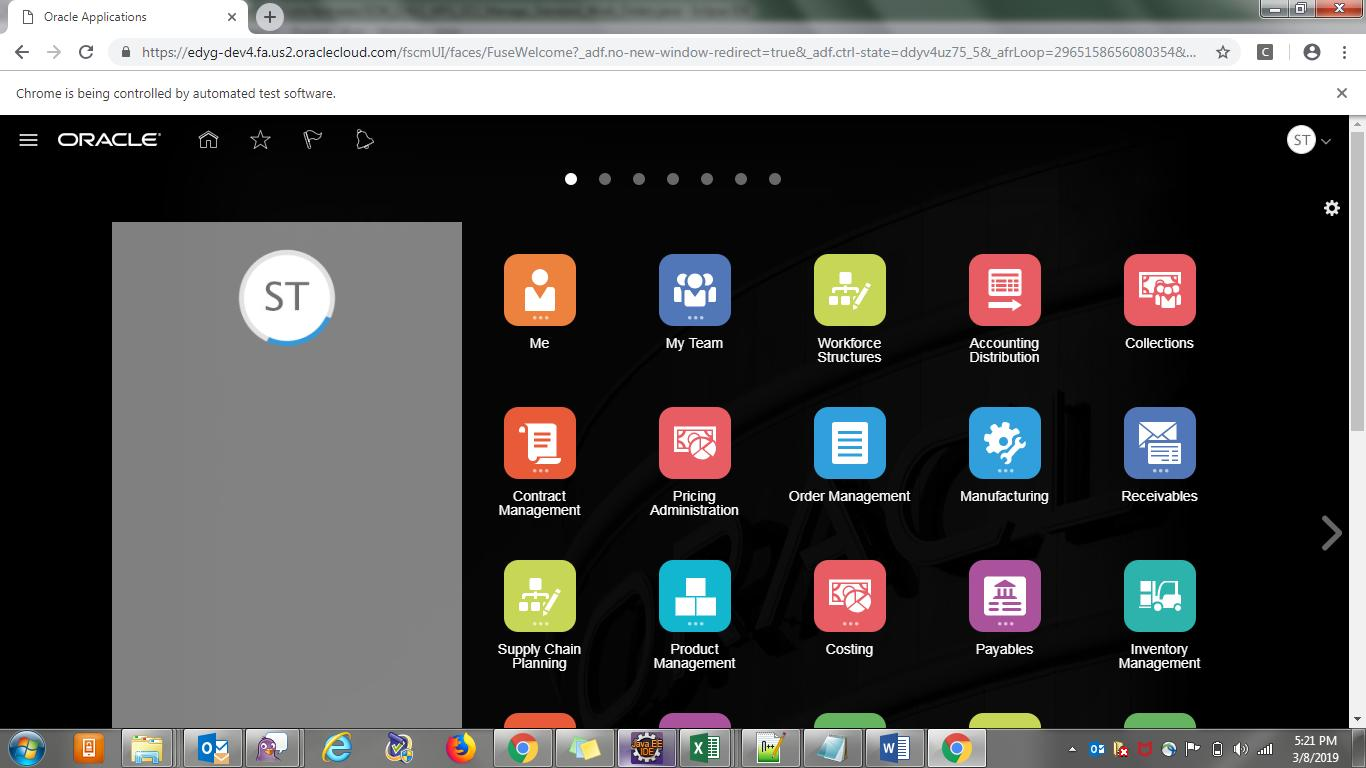 Oracle Applications
https://edyg-dev4.fa.us2.oraclecloud.com/fscmUI/faces/FuseWelcome?_adf.no-new-window-redirect=true&_adf.ctrl-state=ddyv4uz75_5&_afrLoop=2965158656080354&...
C
Chrome is being controlled by automated test software.
ORACLE
ST
ST
Me
My Team
Workforce
Structures
Accounting
Distribution
Collections
Contract
Management
Pricing
Administration
Order Management
Manufacturing
Receivables
Supply Chain
Planning
Product
Management
Costing
Payables
Inventory
Management
Java EE
IDE
5:21 PM
3/8/2019